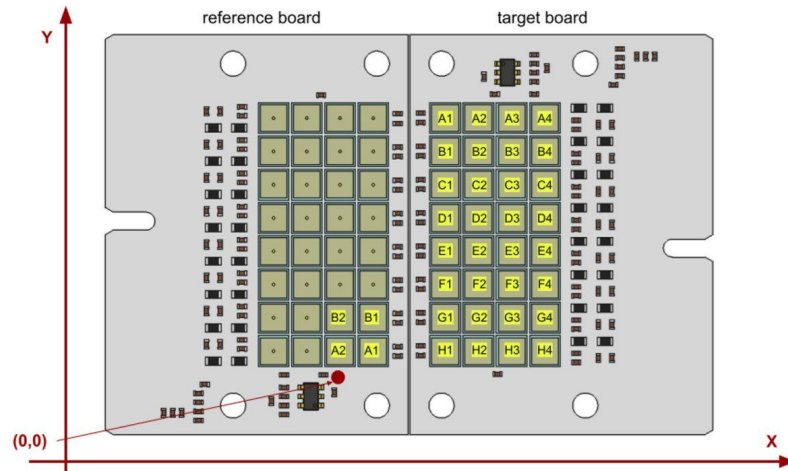 reference board
target board
Y
A1 A2 A3 A4
B1 B2 B3 B4
C1 C2 C3 C4
D1 D2 D3 D4
E1 E2 E3 E4
F1 F2 F3 F4
B2 B1 G1 G2 G3 G4
A2 A1 H1 H2 H3 H4
(0,0)
X